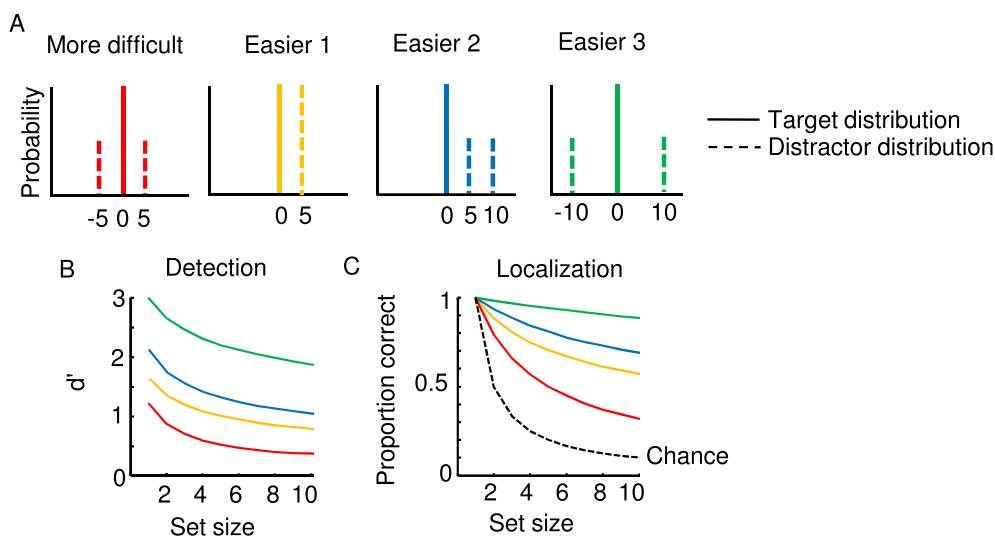 A
More difficult
Easier 1
Easier 2
Easier 3
Probability
Target distribution
Distractor distribution
-5 0 5
0 5
0 5 10
-10 0 10
B
Detection
C
Localization
d'
3
2
1
0
2 4 6 8 10
Set size
Proportion correct
1
0.5
0
Chance
2 4 6 8 10
Set size